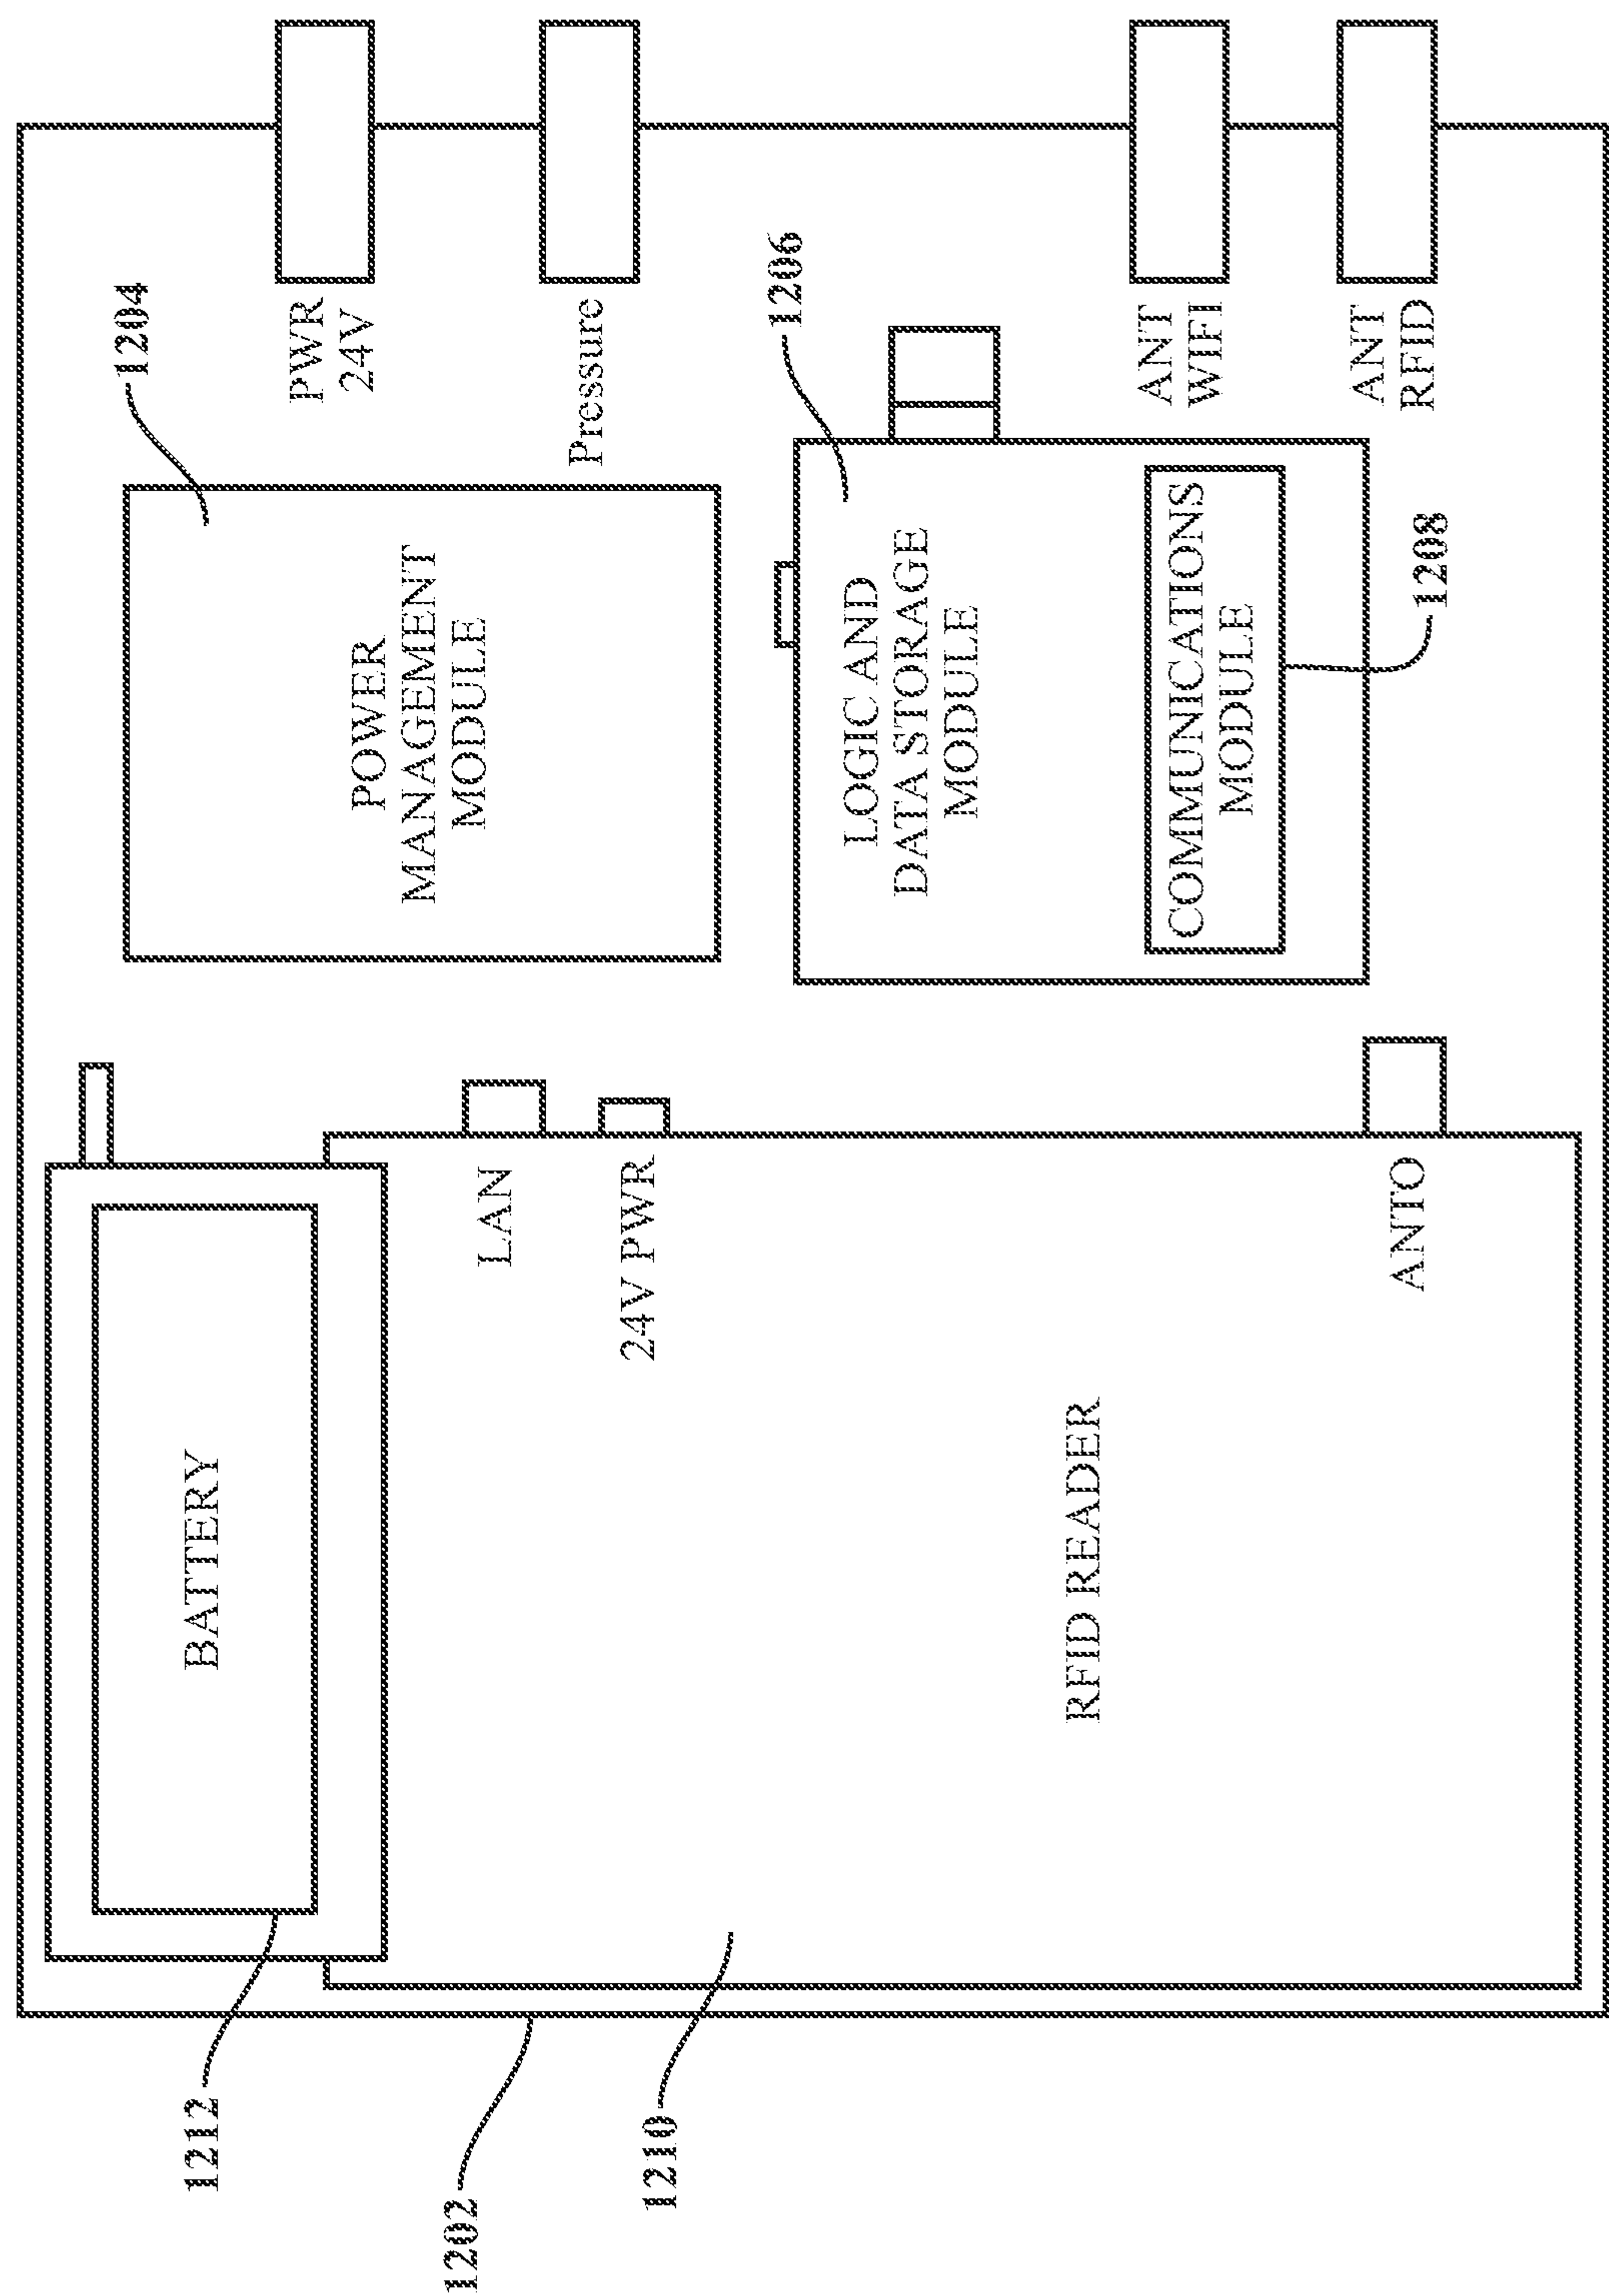 1204
1212
BATTERY
PWR
24V
POWER
MANAGEMENT
MODULE
1202
LAN
Pressure
24V PWR
1210
1206
LOGIC AND
DATA STORAGE
MODULE
RFID READER
COMMUNICATIONS
MODULE
ANT
WIFI
ANTO
ANT
RFID
1208